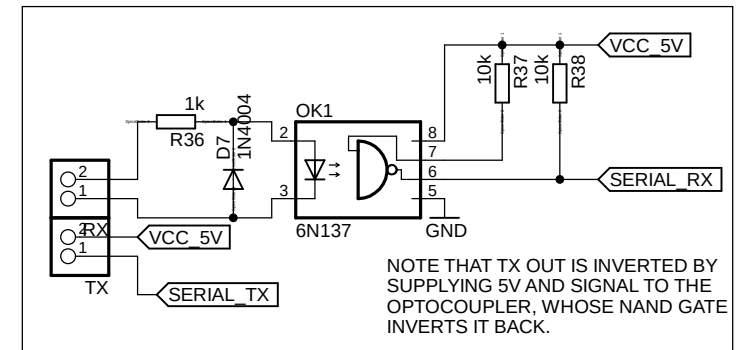 VCC_5V
10k
R37
10k
R38
1k
R36
D7
1N4004
OK1
2
3
8
7
6
5
6N137
GND
SERIAL_RX
2
1
RX
2
1
TX
VCC_5V
SERIAL_TX
NOTE THAT TX OUT IS INVERTED BY
SUPPLYING 5V AND SIGNAL TO THE
OPTOCOUPLER, WHOSE NAND GATE
INVERTS IT BACK.